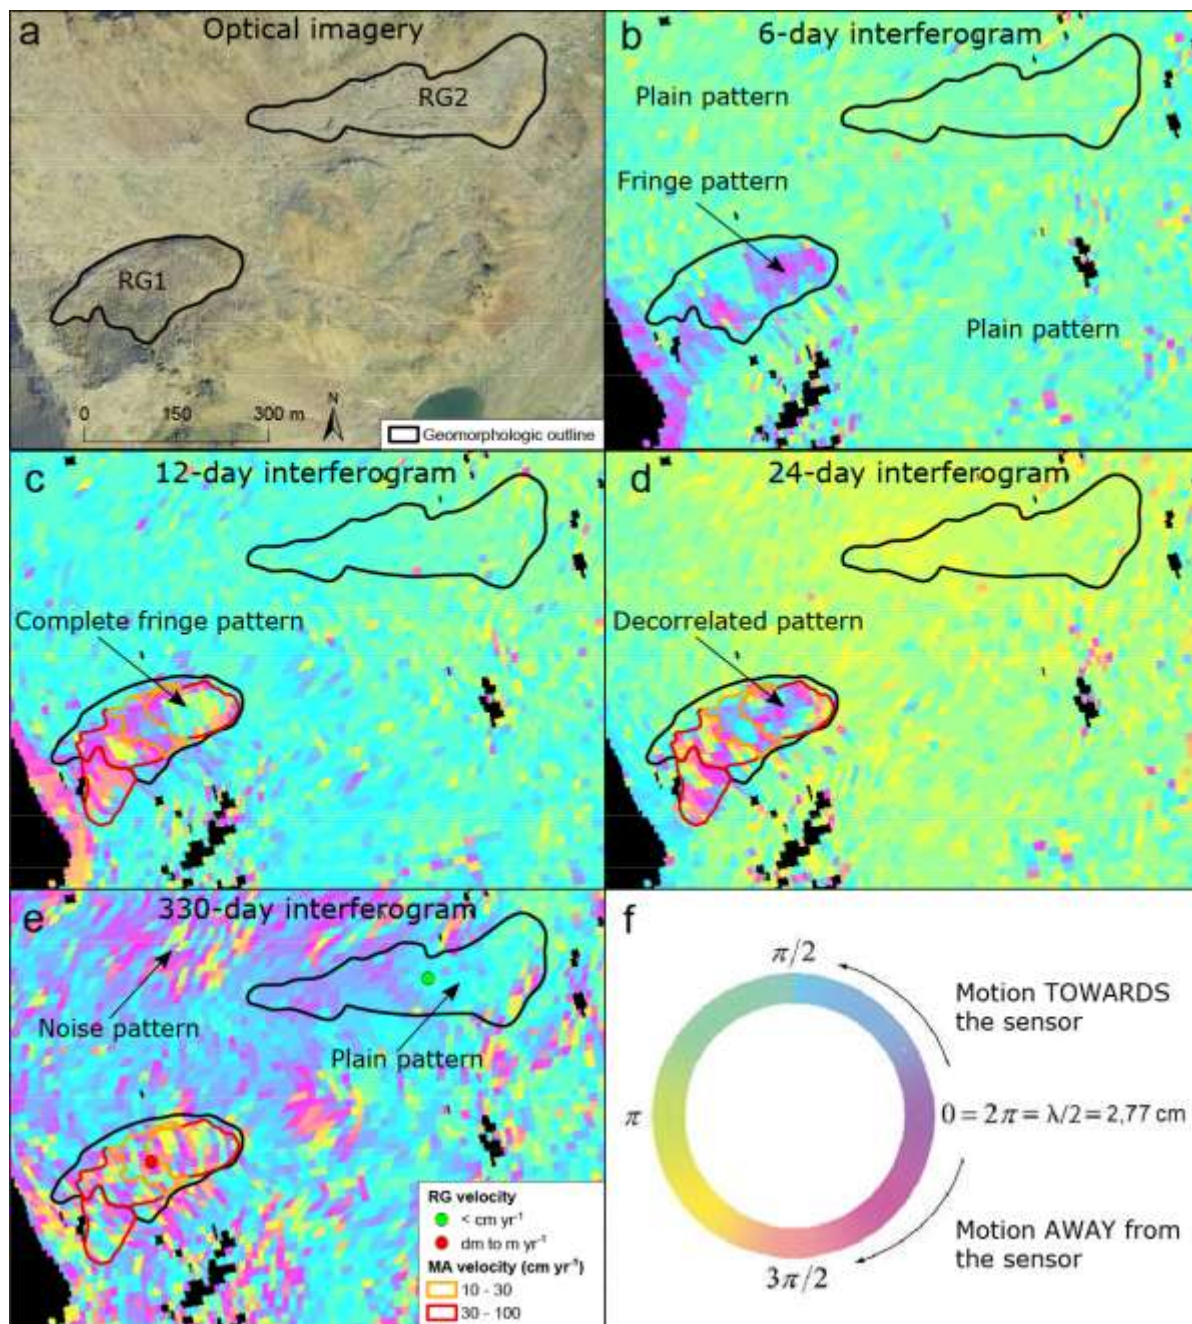 a
Optical imagery
RG2
RG1
0
150
300 m
N
Geomorphologic outline
b
6-day interferogram
Plain pattern
Fringe pattern
Plain pattern
c
12-day interferogram
Complete fringe pattern
d
24-day interferogram
Decorrelated pattern
e
330-day interferogram
Noise pattern
Plain pattern
RG velocity
< cm yr⁻¹
dm to m yr⁻¹
MA velocity (cm yr⁻¹)
10 - 30
30 - 100
f
π/2
Motion TOWARDS
the sensor
π
0 = 2π = λ/2 = 2,77 cm
Motion AWAY from
the sensor
3π/2